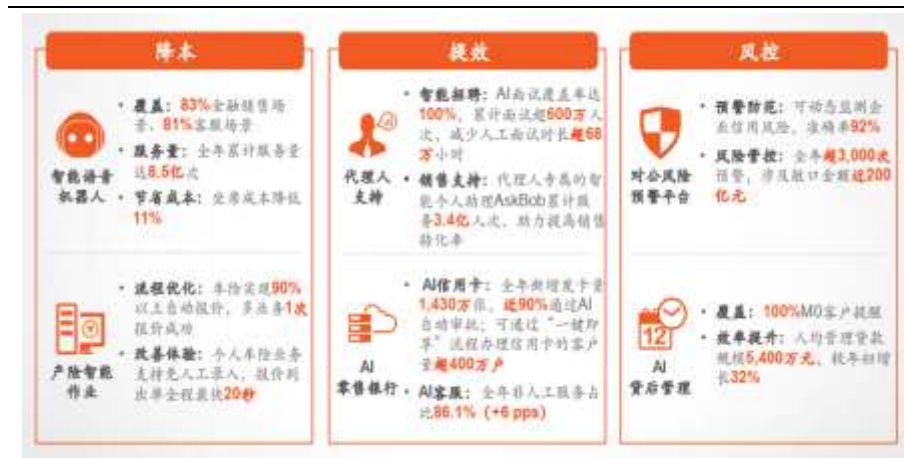 降本
智能语音
机器人
• 覆盖：83%金融销售场
景、81%客服场景
• 服务量：全年累计服务量
达8.5亿次
• 节省成本：坐席成本降低
11%
产险智能
作业
• 流程优化：车险实现90%
以上自动报价，多业务1次
报价成功
• 改善体验：个人车险业务
支持免人工录入，报价到
出单全程最快20秒
提效
代理人
支持
• 智能招聘：AI面试覆盖率达
100%，累计面试超600万人
次，减少人工面试时长超68
万小时
• 销售支持：代理人专属的智
能个人助理AskBob累计服
务3.4亿人次，助力提高销售
转化率
AI
零售银行
• AI信用卡：全年新增发卡量
1,430万张，近90%通过AI
自动审批；可通过“一键即
享”流程办理信用卡的客户
量超400万户
• AI客服：全年非人工服务占
比86.1%（+6 pps）
风控
对公风险
预警平台
• 预警防范：可动态监测企
业信用风险，准确率92%
• 风险管控：全年超3,000次
预警，涉及敞口金额近200
亿元
12
AI
贷后管理
• 覆盖：100%M0客户提醒
• 效率提升：人均管理贷款
规模5,400万元，较年初增
长32%